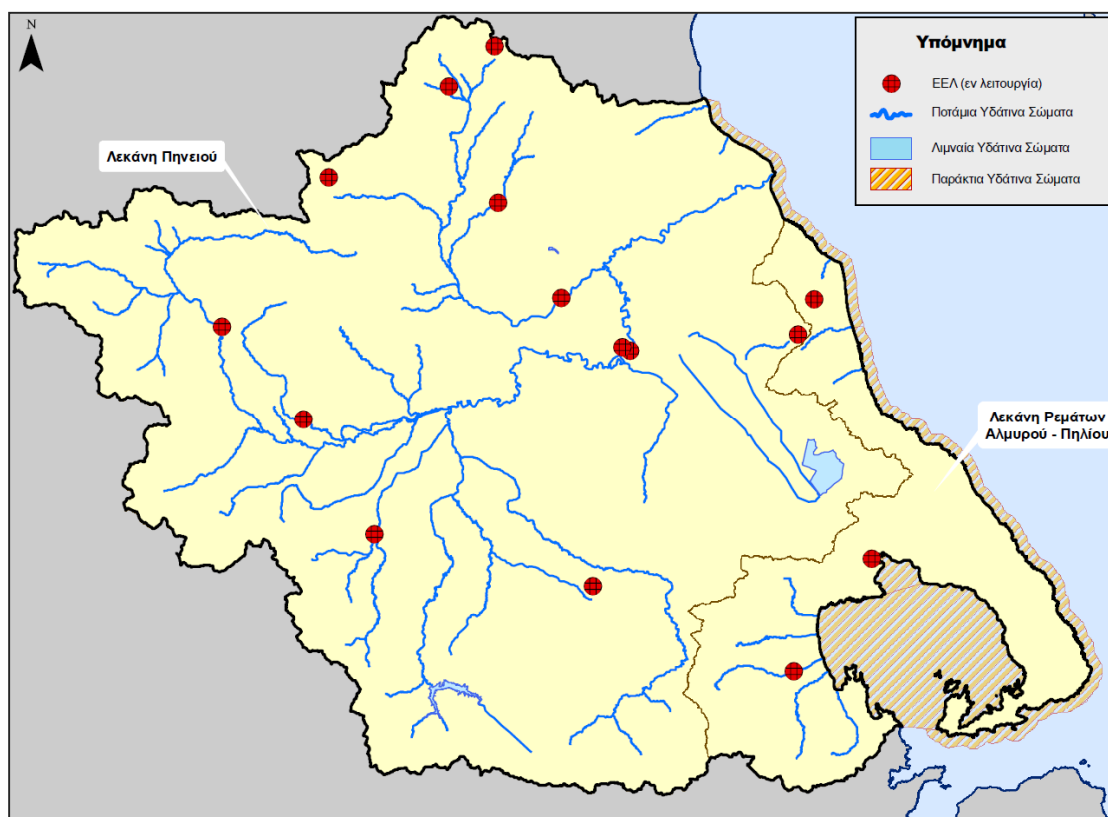 N
Υπόμνημα
ΕΕΛ (εν λειτουργία)
Ποτάμια Υδάτινα Σώματα
Λιμναία Υδάτινα Σώματα
Παράκτια Υδάτινα Σώματα
Λεκάνη Πηνειού
Λεκάνη Ρεμάτων
Αλμυρού - Πηλίου